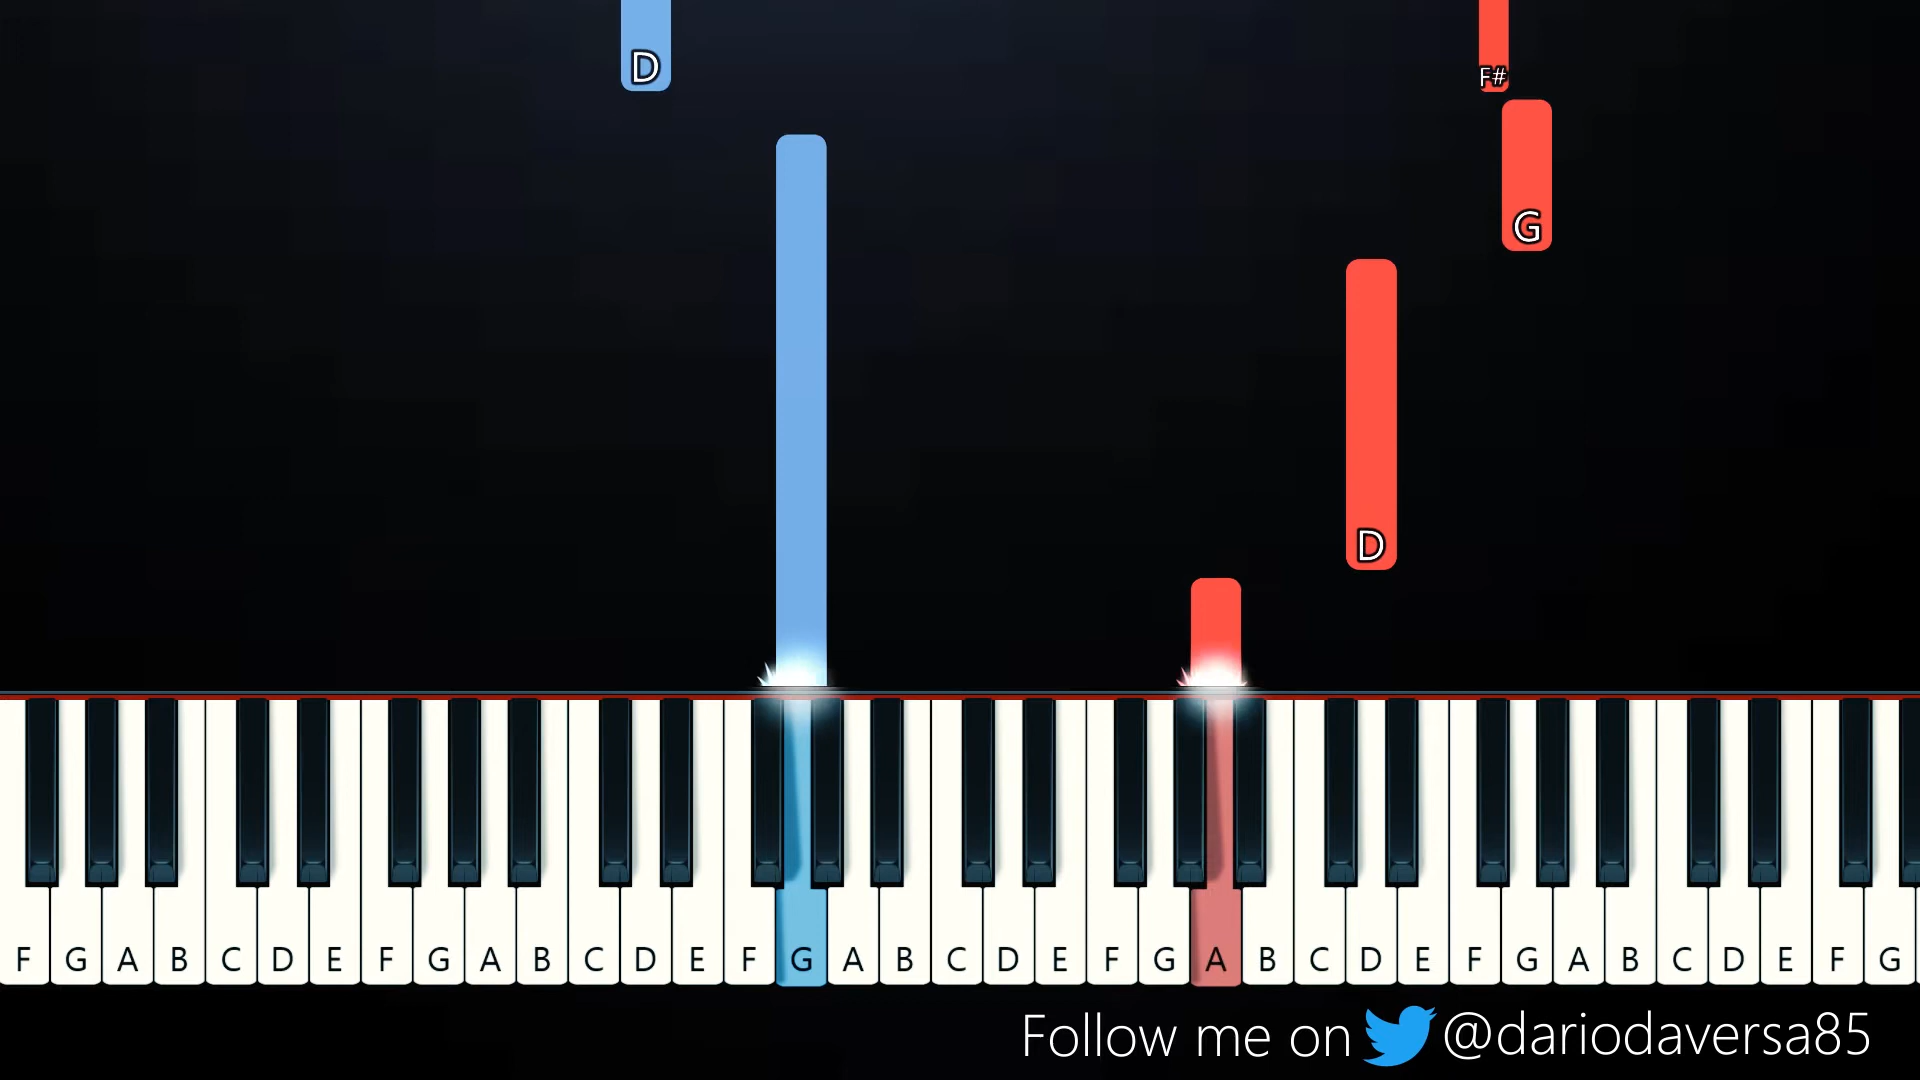 D
F#
G
D
F G A B C D E F G A B C D E F G A B C D E F G A B C D E F G A B C D E F G
Follow me on @dariodaversa85